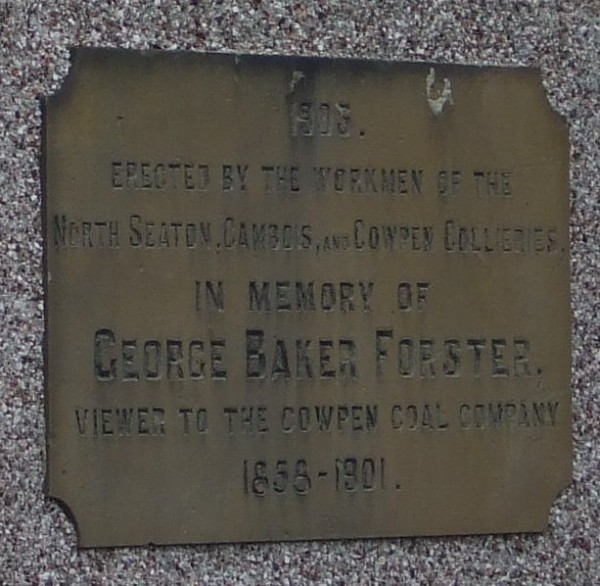 1903.
ERECTED BY THE WORKMEN OF THE
NORTH SEATON, CAMBOIS, AND COWPEN COLLIERIES,
IN MEMORY OF
GEORGE BAKER FORSTER,
VIEWER TO THE COWPEN COAL COMPANY
1858-1901.